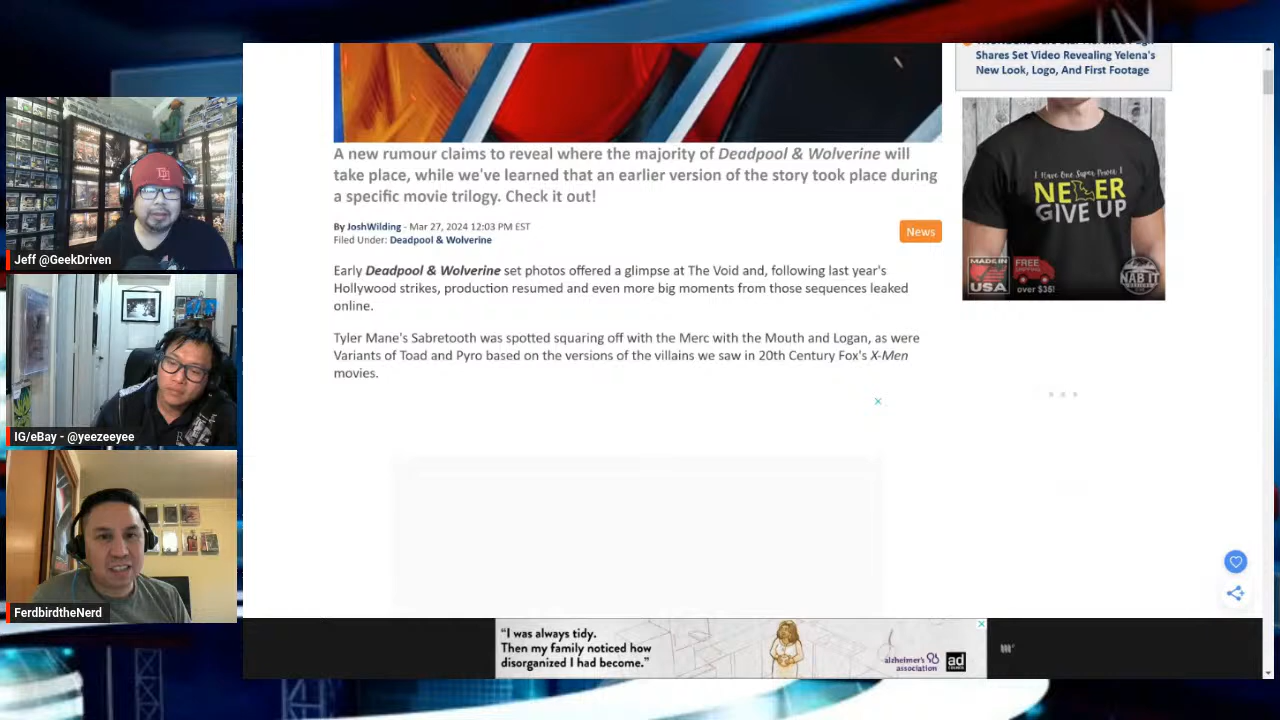 Shares Set Video Revealing Yelena's
New Look, Logo, And First Footage
A new rumour claims to reveal where the majority of Deadpool & Wolverine will
take place, while we've learned that an earlier version of the story took place during
a specific movie trilogy. Check it out!
By JoshWilding - Mar 27, 2024 12:03 PM EST
Filed Under: Deadpool & Wolverine
News
Early Deadpool & Wolverine set photos offered a glimpse at The Void and, following last year's
Hollywood strikes, production resumed and even more big moments from those sequences leaked
online.
Tyler Mane's Sabretooth was spotted squaring off with the Merc with the Mouth and Logan, as were
Variants of Toad and Pyro based on the versions of the villains we saw in 20th Century Fox's X-Men
movies.
I Have One Super Power I
NEVER
GIVE UP
MADE IN
USA
FREE
SHIPPING
over $35!
NAB IT
Jeff @GeekDriven
IG/eBay - @yeezeeyee
FerdbirdtheNerd
"I was always tidy.
Then my family noticed how
disorganized I had become."
alzheimer's
association
ad